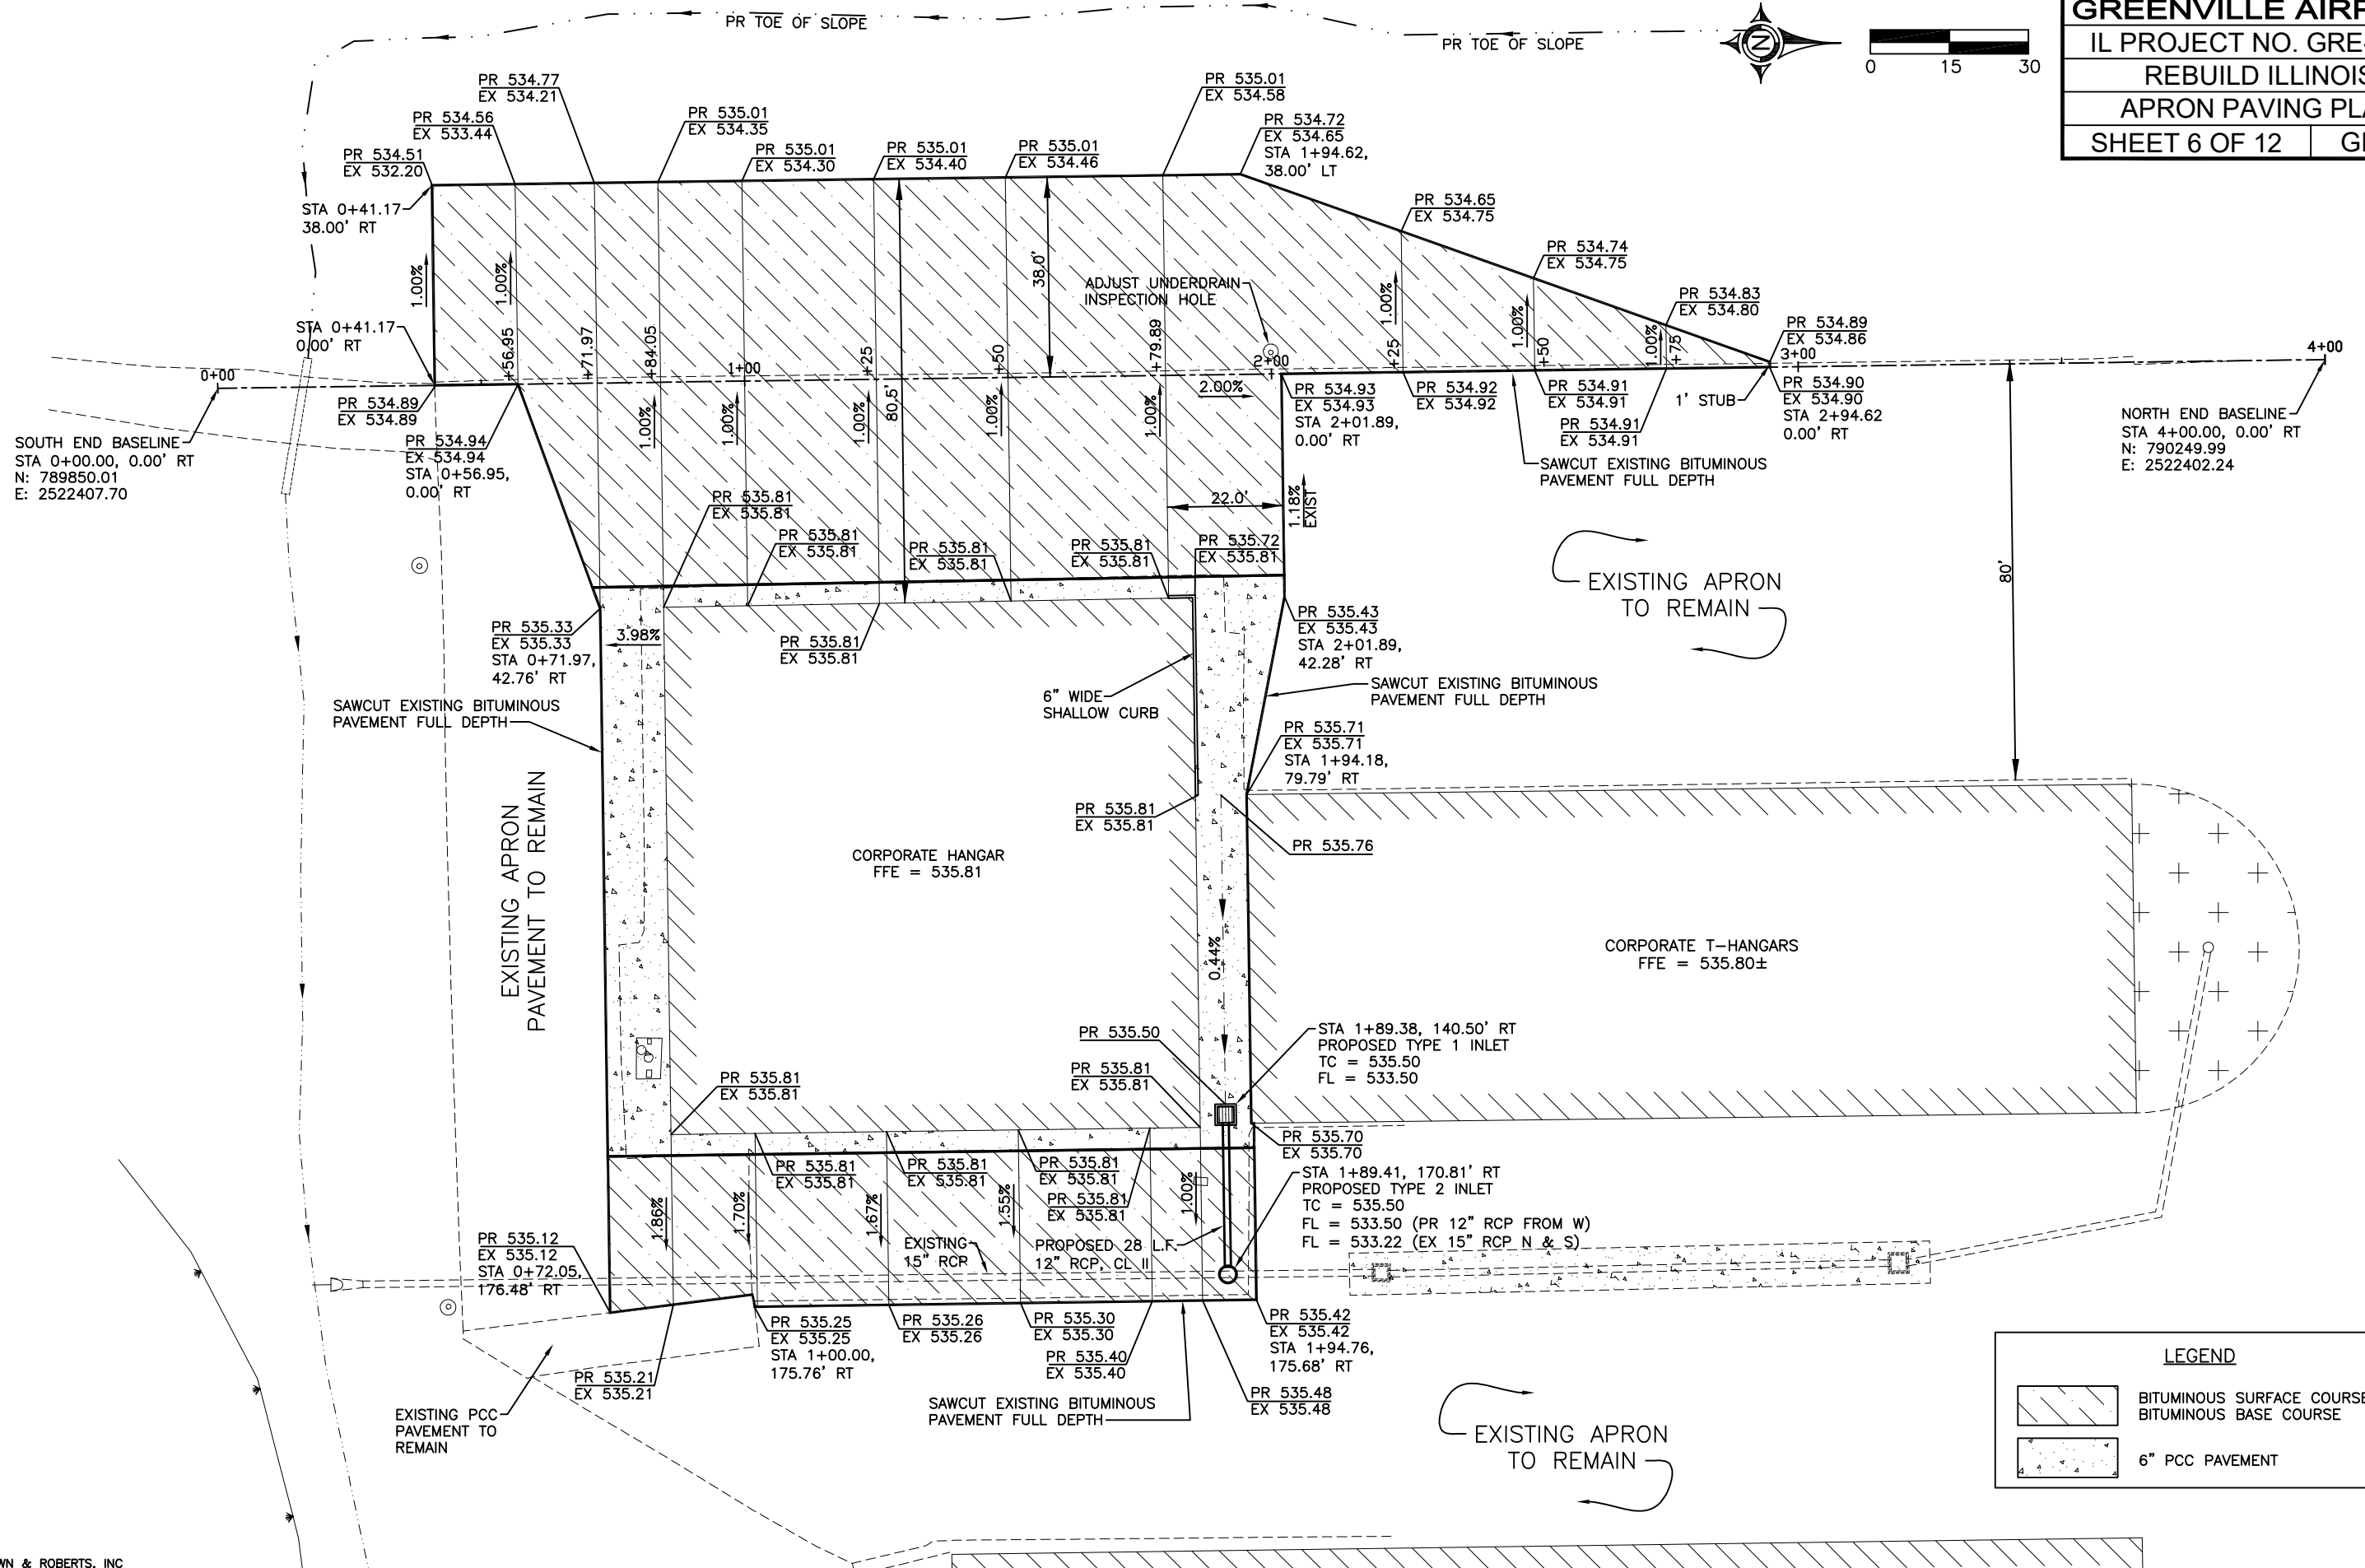 GREENVILLE AIRP
IL PROJECT NO. GRE-
REBUILD ILLINOIS
APRON PAVING PLA
SHEET 6 OF 12
N
0 15 30
PR TOE OF SLOPE
PR TOE OF SLOPE
PR 534.77
EX 534.21
PR 534.56
EX 533.44
PR 534.51
EX 532.20
PR 535.01
EX 534.35
PR 535.01
EX 534.30
PR 535.01
EX 534.40
PR 535.01
EX 534.46
PR 535.01
EX 534.58
PR 534.72
EX 534.65
STA 1+94.62,
38.00' LT
PR 534.65
EX 534.75
PR 534.74
EX 534.75
PR 534.83
EX 534.80
PR 534.89
EX 534.86
STA 0+41.17
38.00' RT
STA 0+41.17
0.00' RT
1.00%
1.00%
38.0'
80.5'
ADJUST UNDERDRAIN
INSPECTION HOLE
1.00%
1.00%
1.00%
0+00
+56.95
+71.97
+84.05
1+00
+25
+50
+79.89
2+00
+25
+50
+75
3+00
4+00
SOUTH END BASELINE
STA 0+00.00, 0.00' RT
N: 789850.01
E: 2522407.70
PR 534.89
EX 534.89
PR 534.94
EX 534.94
STA 0+56.95,
0.00' RT
1.00%
1.00%
1.00%
1.00%
1.00%
2.00%
PR 534.93
EX 534.93
STA 2+01.89,
0.00' RT
PR 534.92
EX 534.92
PR 534.91
EX 534.91
PR 534.91
EX 534.91
1' STUB
PR 534.90
EX 534.90
STA 2+94.62
0.00' RT
NORTH END BASELINE
STA 4+00.00, 0.00' RT
N: 790249.99
E: 2522402.24
SAWCUT EXISTING BITUMINOUS
PAVEMENT FULL DEPTH
22.0'
1.18%
EXIST
PR 535.81
EX 535.81
PR 535.81
EX 535.81
PR 535.81
EX 535.81
PR 535.81
EX 535.81
PR 535.72
EX 535.81
EXISTING APRON
TO REMAIN
80'
PR 535.33
EX 535.33
STA 0+71.97,
42.76' RT
3.98%
PR 535.81
EX 535.81
PR 535.43
EX 535.43
STA 2+01.89,
42.28' RT
SAWCUT EXISTING BITUMINOUS
PAVEMENT FULL DEPTH
6" WIDE
SHALLOW CURB
SAWCUT EXISTING BITUMINOUS
PAVEMENT FULL DEPTH
PR 535.71
EX 535.71
STA 1+94.18,
79.79' RT
PR 535.81
EX 535.81
PR 535.76
EXISTING APRON
PAVEMENT TO REMAIN
CORPORATE HANGAR
FFE = 535.81
0.44%
CORPORATE T-HANGARS
FFE = 535.80±
PR 535.50
STA 1+89.38, 140.50' RT
PROPOSED TYPE 1 INLET
TC = 535.50
FL = 533.50
PR 535.81
EX 535.81
PR 535.81
EX 535.81
PR 535.81
EX 535.81
PR 535.81
EX 535.81
PR 535.81
EX 535.81
PR 535.81
EX 535.81
PR 535.70
EX 535.70
STA 1+89.41, 170.81' RT
PROPOSED TYPE 2 INLET
TC = 535.50
FL = 533.50 (PR 12" RCP FROM W)
FL = 533.22 (EX 15" RCP N & S)
1.86%
1.70%
1.67%
1.55%
1.00%
EXISTING
15" RCP
PROPOSED 28 L.F.
12" RCP, CL II
PR 535.12
EX 535.12
STA 0+72.05,
176.48' RT
PR 535.25
EX 535.25
STA 1+00.00,
175.76' RT
PR 535.26
EX 535.26
PR 535.30
EX 535.30
PR 535.40
EX 535.40
PR 535.42
EX 535.42
STA 1+94.76,
175.68' RT
PR 535.21
EX 535.21
PR 535.48
EX 535.48
SAWCUT EXISTING BITUMINOUS
PAVEMENT FULL DEPTH
EXISTING PCC
PAVEMENT TO
REMAIN
EXISTING APRON
TO REMAIN
LEGEND
BITUMINOUS SURFACE COURSE
BITUMINOUS BASE COURSE
6" PCC PAVEMENT
WN & ROBERTS, INC